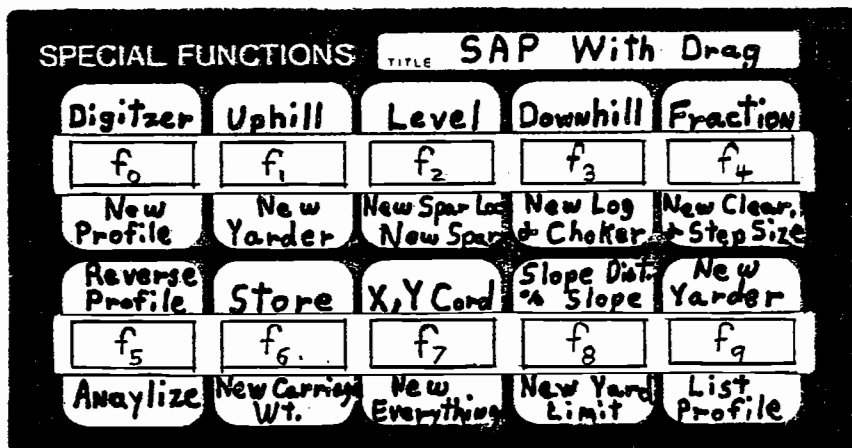 SPECIAL FUNCTIONS TITLE SAP With Drag
Digitzer Uphill Level Downhill Fraction
f0 f1 f2 f3 f4
New Profile New Yarder New Spar Loc New Spar New Log & Choker New Clear. & Step Size
Reverse Profile Store X,Y Cord Slope Dist. % Slope New Yarder
f5 f6. f7 f8 f9
Anaylize New Carriage Wt. New Everything New Yard Limit List Profile